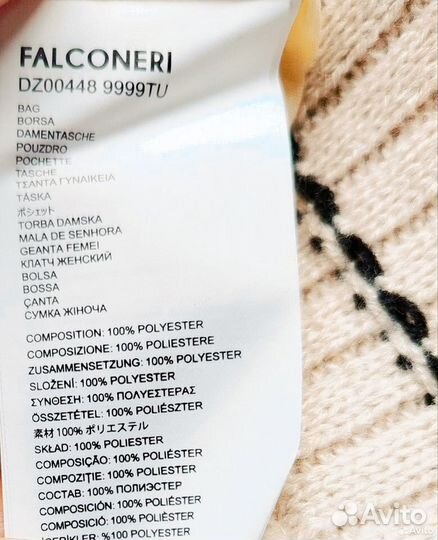 FALCONERI
DZ00448 9999TU
BAG
BORSA
DAMENTASCHE
POUZDRO
POCHETTE
TASCHE
ΤΣΑΝΤΑ ΓΥΝΑΙΚΕΙΑ
TÁSKA
ポシェット
TORBA DAMSKA
MALA DE SENHORA
GEANTA FEMEI
КЛАТЧ ЖЕНСКИЙ
BOLSA
BOSSA
ÇANTA
СУМКА ЖІНОЧА
COMPOSITION: 100% POLYESTER
COMPOSIZIONE: 100% POLIESTERE
ZUSAMMENSETZUNG: 100% POLYESTER
SLOŽENÍ: 100% POLYESTER
ΣΥΝΘΕΣΗ: 100% ΠΟΛΥΕΣΤΕΡΑΣ
ÖSSZETÉTEL: 100% POLIÉSZTER
素材 100% ポリエステル
SKŁAD: 100% POLIESTER
COMPOSIÇÃO: 100% POLIÉSTER
COMPOZIŢIE: 100% POLIESTER
СОСТАВ: 100% ПОЛИЭСТЕР
COMPOSICIÓN: 100% POLIÉSTER
COMPOSICIÓ: 100% POLIÈSTER
İÇERİKLER: %100 POLYESTER
Avito